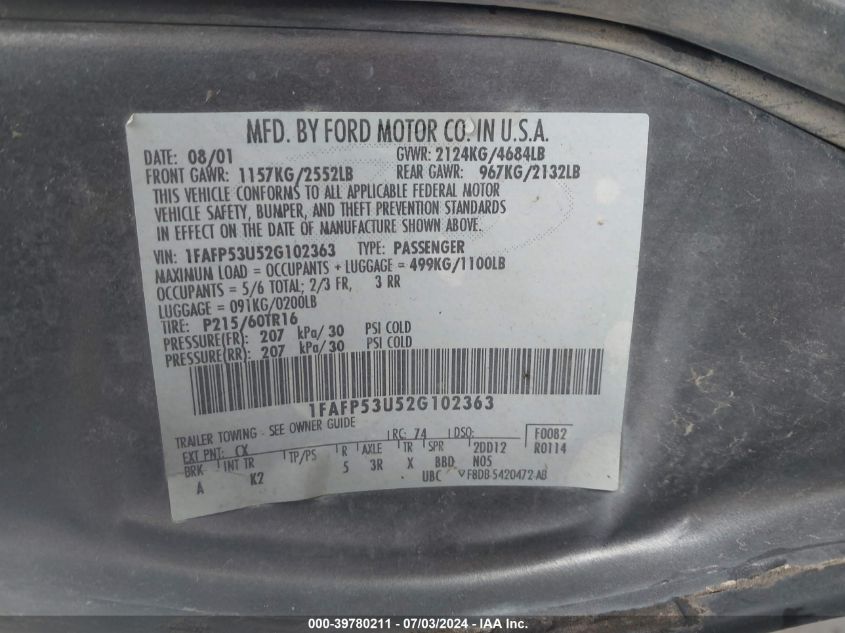 MFD. BY FORD MOTOR CO. IN U.S.A.
DATE: 08/01 GVWR: 2124KG/4684LB
FRONT GAWR: 1157KG/2552LB REAR GAWR: 967KG/2132LB
THIS VEHICLE CONFORMS TO ALL APPLICABLE FEDERAL MOTOR
VEHICLE SAFETY, BUMPER, AND THEFT PREVENTION STANDARDS
IN EFFECT ON THE DATE OF MANUFACTURE SHOWN ABOVE.
VIN: 1FAFP53U52G102363 TYPE: PASSENGER
MAXIMUM LOAD = OCCUPANTS + LUGGAGE = 499KG/1100LB
OCCUPANTS = 5/6 TOTAL; 2/3 FR, 3 RR
LUGGAGE = 091KG/0200LB
TIRE: P215/60TR16
PRESSURE(FR): 207 kPa/30 PSI COLD
PRESSURE(RR): 207 kPa/30 PSI COLD
1FAFP53U52G102363
TRAILER TOWING - SEE OWNER GUIDE
EXT PNT: CX RC: 74 DSO: F0082
BRK INT TR TP/PS R AXLE TR SPR 2DD12 R0114
A K2 5 3R X BBD N05
UBC F8DB-5420472-AB
000-39780211 - 07/03/2024 - IAA Inc.